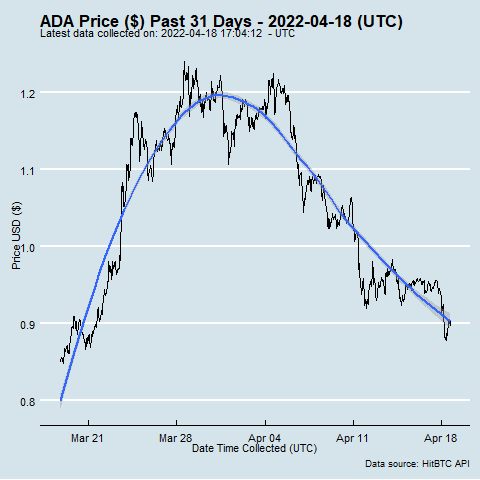 ADA Price ($) Past 31 Days - 2022-04-18 (UTC)
Latest data collected on: 2022-04-18 17:04:12 - UTC
Price USD ($)
1.2
1.1
1.0
0.9
0.8
Mar 21
Mar 28
Apr 04
Apr 11
Apr 18
Date Time Collected (UTC)
Data source: HitBTC API